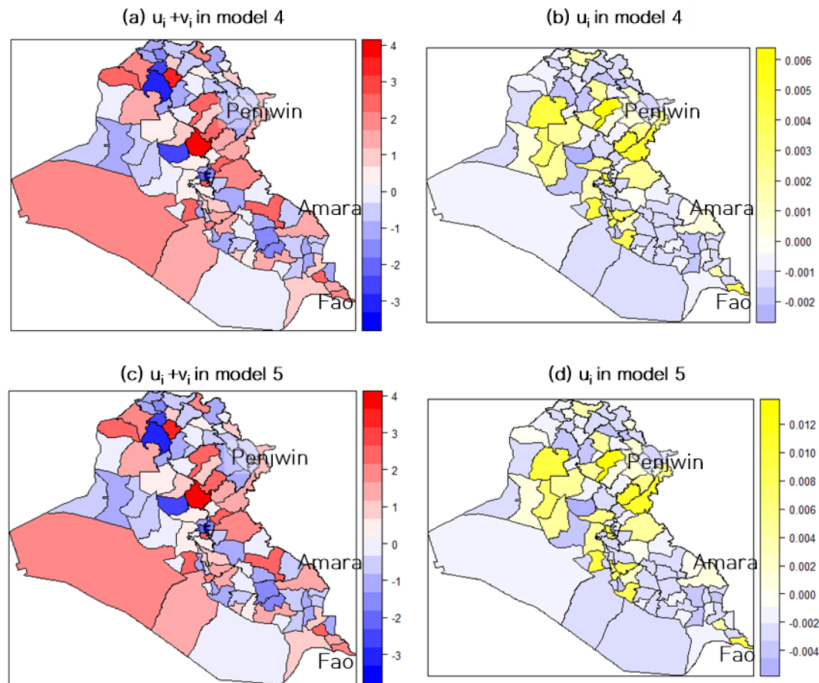 (a) uᵢ+vᵢ in model 4
(b) uᵢ in model 4
4
3
2
1
0
-1
-2
-3
Penjwin
Amara
Fao
0.006
0.005
0.004
0.003
0.002
0.001
0.000
-0.001
-0.002
Penjwin
Amara
Fao
(c) uᵢ+vᵢ in model 5
(d) uᵢ in model 5
4
3
2
1
0
-1
-2
-3
Penjwin
Amara
Fao
0.012
0.010
0.008
0.006
0.004
0.002
0.000
-0.002
-0.004
Penjwin
Amara
Fao